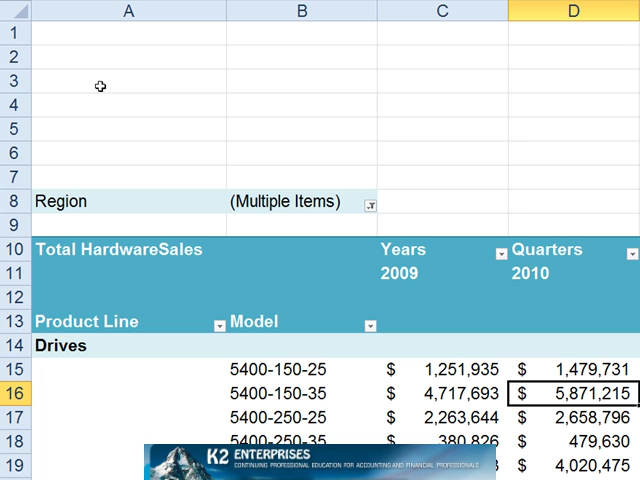 A B C D
1
2
3
4
5
6
7
8 Region (Multiple Items)
9
10 Total HardwareSales Years Quarters
11 2009 2010
12
13 Product Line Model
14 Drives
15 5400-150-25 $ 1,251,935 $ 1,479,731
16 5400-150-35 $ 4,717,693 $ 5,871,215
17 5400-250-25 $ 2,263,644 $ 2,658,796
18 5400-250-35 380,826 $ 479,630
19 $ 4,020,475
K2 ENTERPRISES
CONTINUING PROFESSIONAL EDUCATION FOR ACCOUNTING AND FINANCIAL PROFESSIONALS